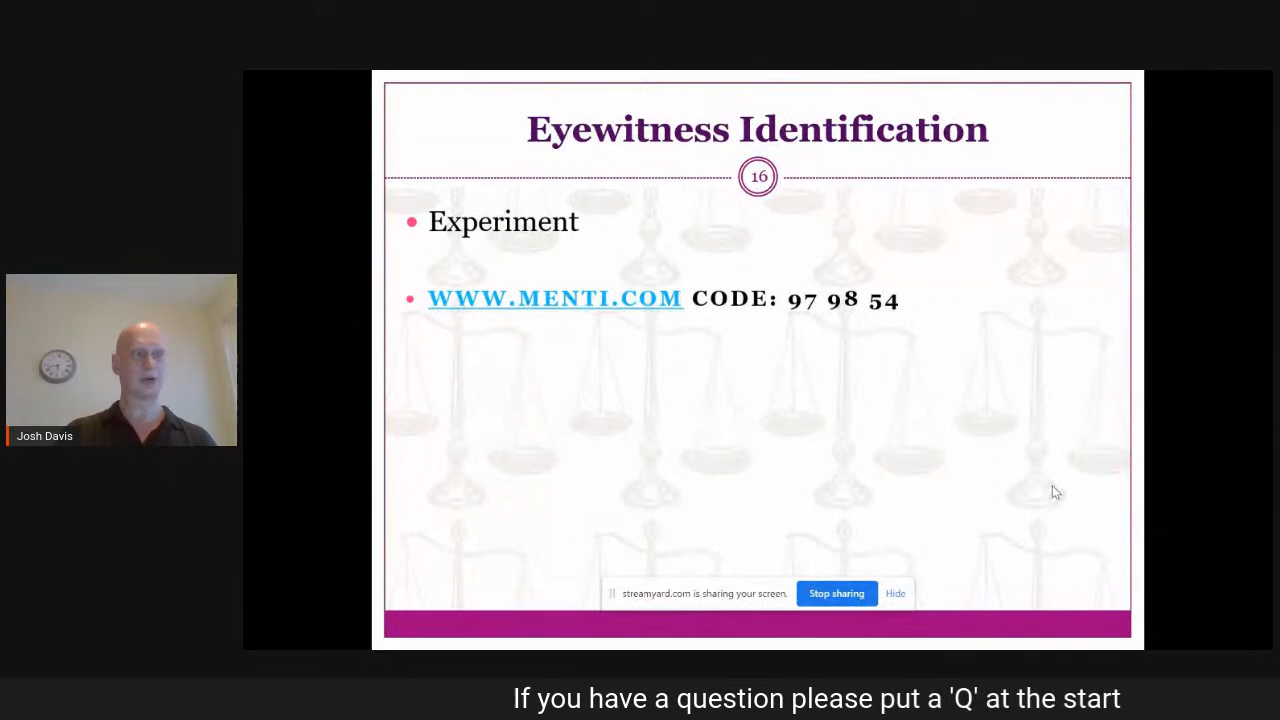 Eyewitness Identification
16
Experiment
WWW.MENTI.COM CODE: 97 98 54
Josh Davis
streamyard.com is sharing your screen.
Stop sharing
Hide
If you have a question please put a 'Q' at the start